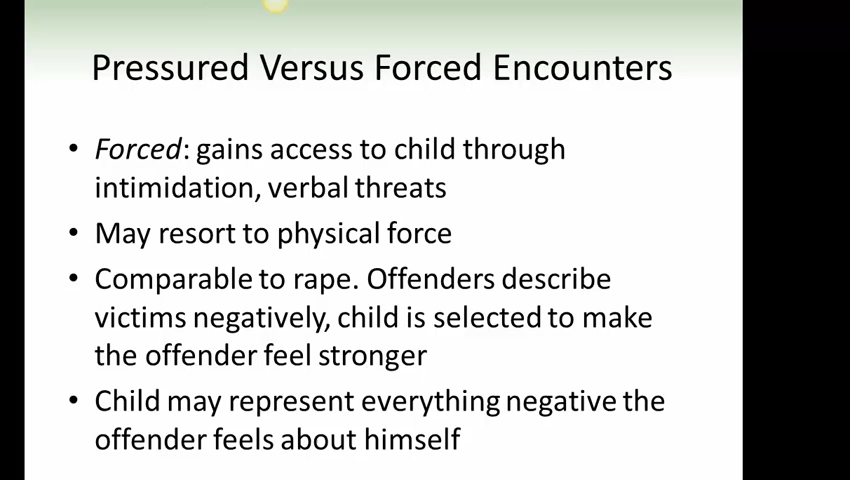 Pressured Versus Forced Encounters
• Forced: gains access to child through
intimidation, verbal threats
• May resort to physical force
• Comparable to rape. Offenders describe
victims negatively, child is selected to make
the offender feel stronger
• Child may represent everything negative the
offender feels about himself